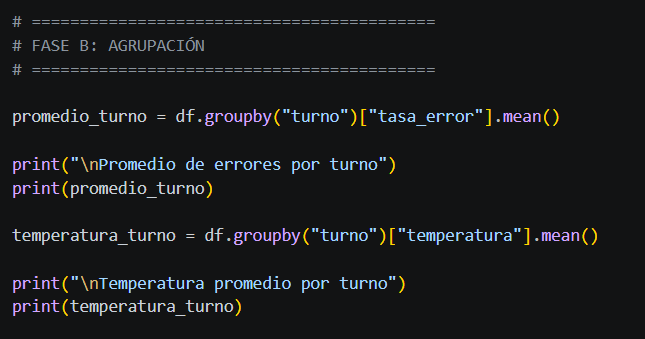 # ==========================================
# FASE B: AGRUPACIÓN
# ==========================================
promedio_turno = df.groupby("turno")["tasa_error"].mean()
print("\nPromedio de errores por turno")
print(promedio_turno)
temperatura_turno = df.groupby("turno")["temperatura"].mean()
print("\nTemperatura promedio por turno")
print(temperatura_turno)